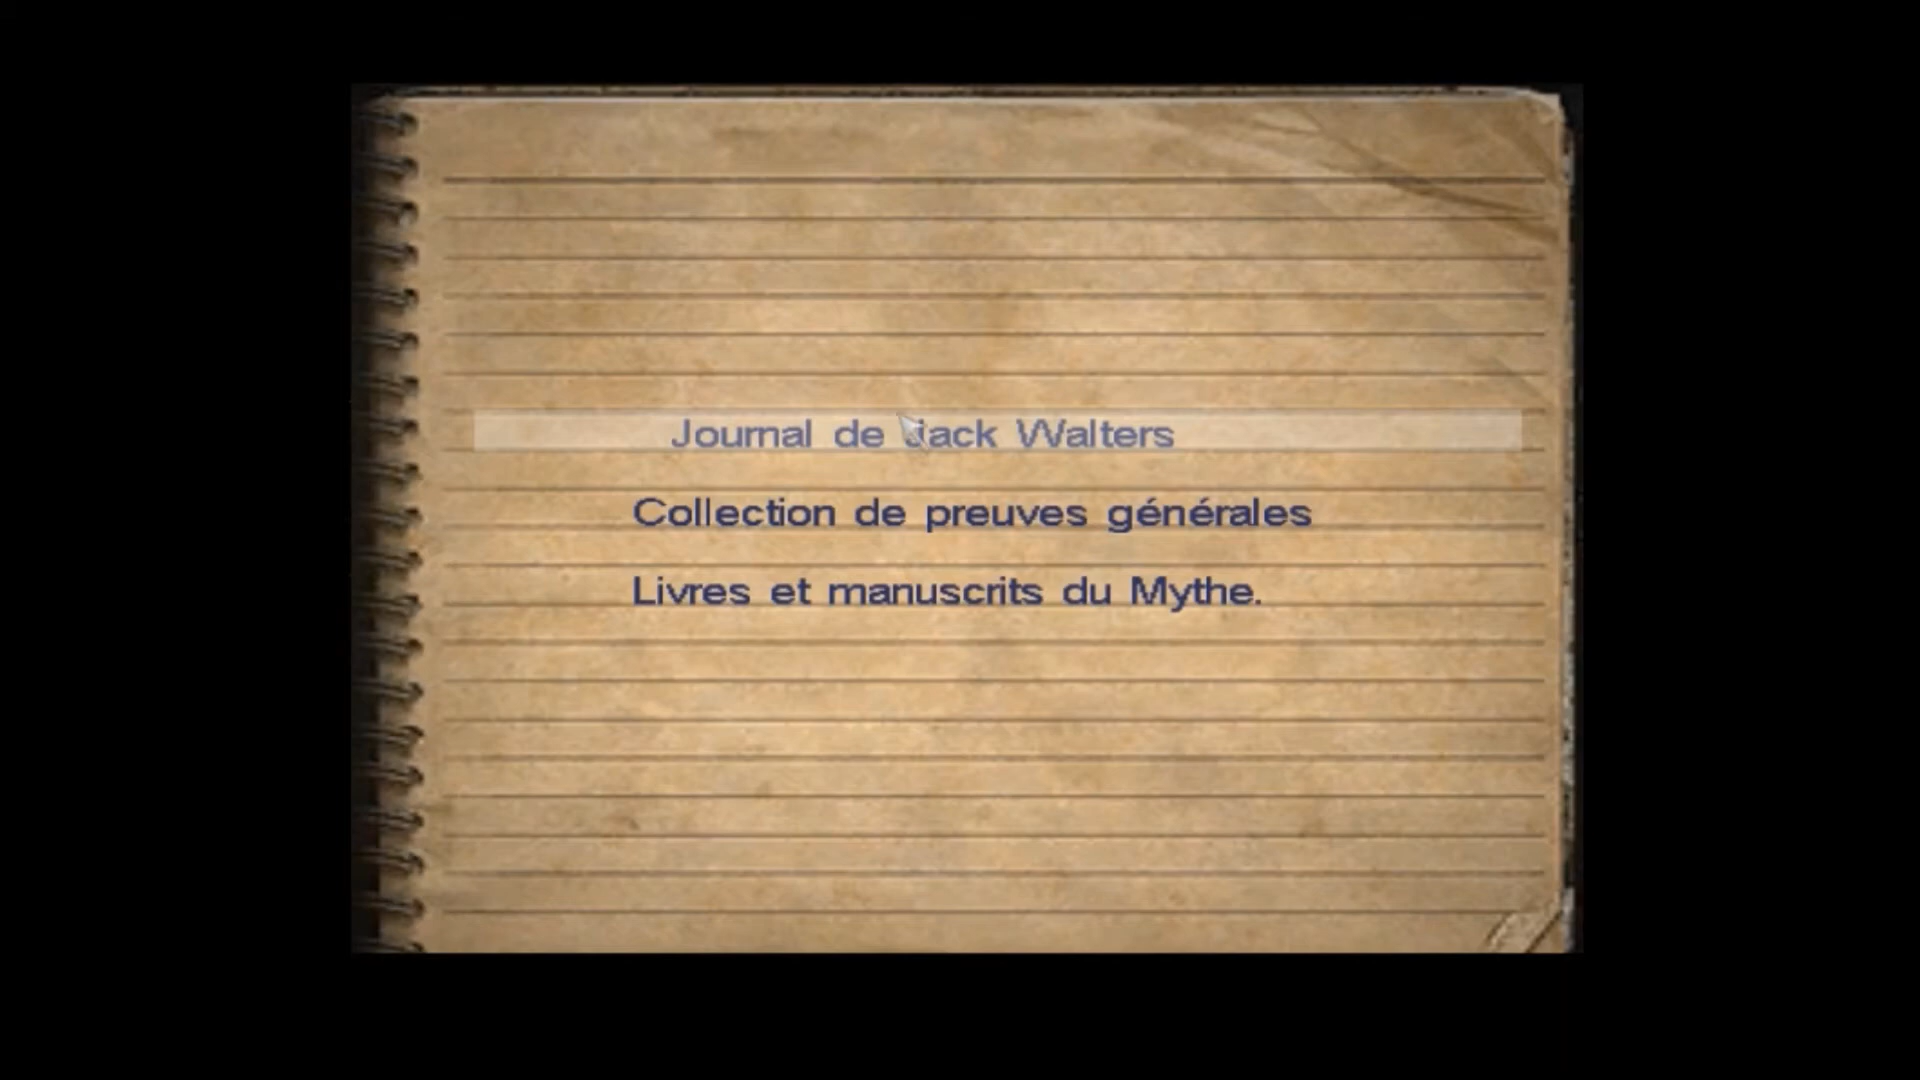 Journal de Jack Walters
Collection de preuves générales
Livres et manuscrits du Mythe.